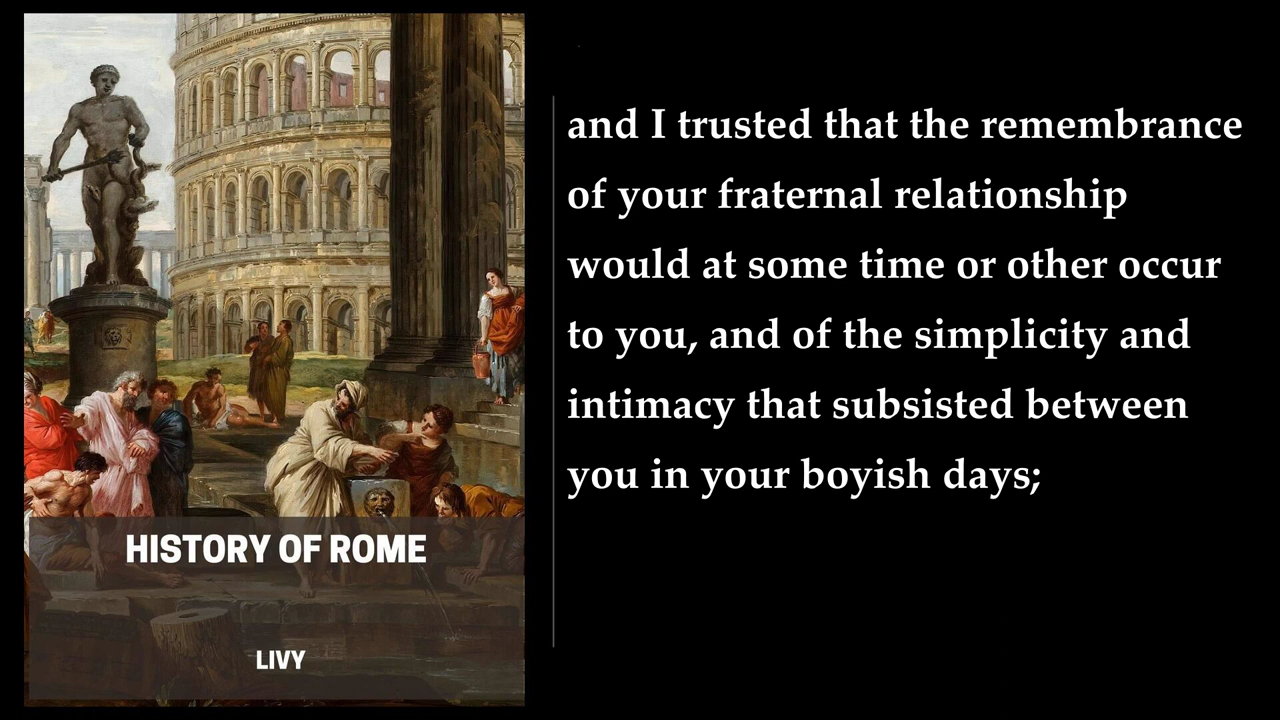 HISTORY OF ROME
LIVY
and I trusted that the remembrance
of your fraternal relationship
would at some time or other occur
to you, and of the simplicity and
intimacy that subsisted between
you in your boyish days;